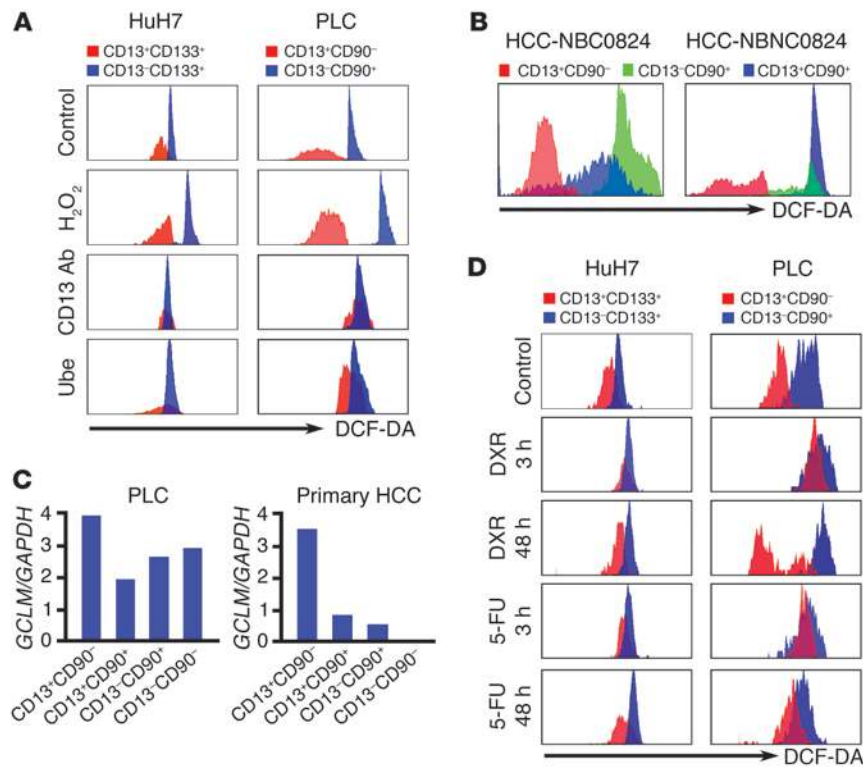 A
HuH7
PLC
CD13⁺CD133⁺
CD13⁻CD133⁺
CD13⁺CD90⁻
CD13⁻CD90⁺
Control
H₂O₂
CD13 Ab
Ube
DCF-DA
B
HCC-NBC0824
HCC-NBNC0824
CD13⁺CD90⁻
CD13⁻CD90⁺
CD13⁺CD90⁺
DCF-DA
C
PLC
Primary HCC
GCLM/GAPDH
4
3
2
1
0
CD13⁺CD90⁻
CD13⁺CD90⁺
CD13⁻CD90⁺
CD13⁻CD90⁻
GCLM/GAPDH
4
3
2
1
0
CD13⁺CD90⁻
CD13⁺CD90⁺
CD13⁻CD90⁺
CD13⁻CD90⁻
D
HuH7
PLC
CD13⁺CD133⁺
CD13⁻CD133⁺
CD13⁺CD90⁻
CD13⁻CD90⁺
Control
DXR
3 h
DXR
48 h
5-FU
3 h
5-FU
48 h
DCF-DA